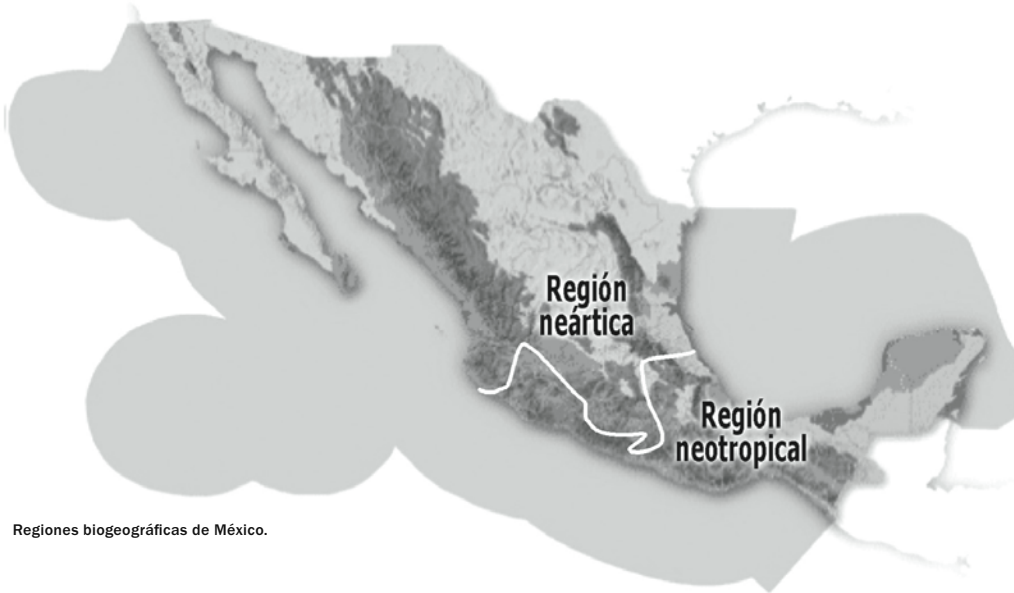 Región
neártica
Región
neotropical
Regiones biogeográficas de México.